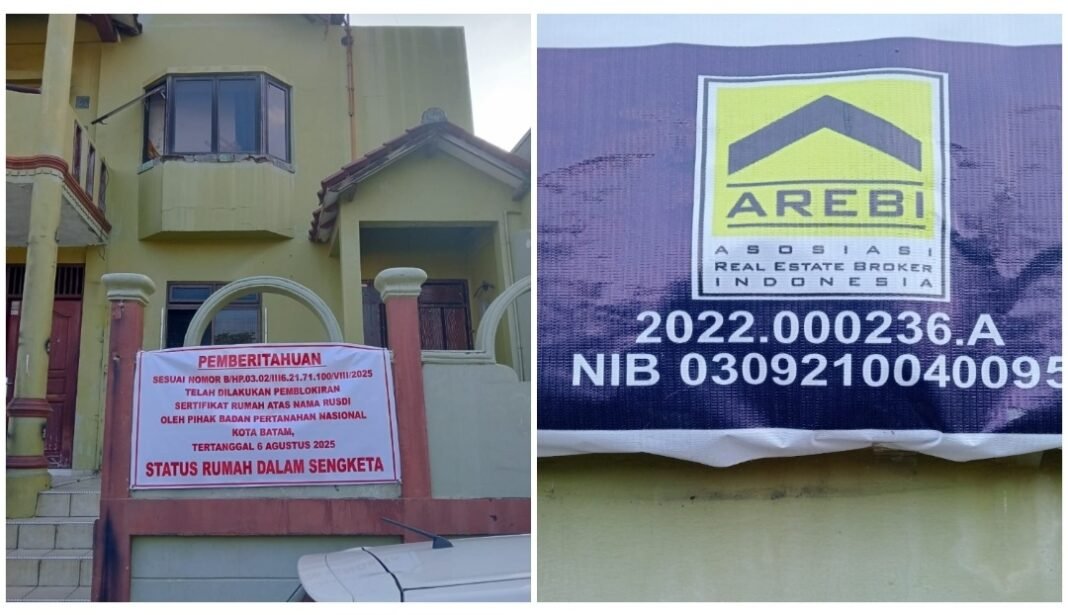 PEMBERITAHUAN
SESUAI NOMOR B/HP.03.02/III6.21.71.100/VIII/2025
TELAH DILAKUKAN PEMBLOKIRAN
SERTIFIKAT RUMAH ATAS NAMA RUSDI
OLEH PIHAK BADAN PERTANAHAN NASIONAL
KOTA BATAM,
TERTANGGAL 6 AGUSTUS 2025
STATUS RUMAH DALAM SENGKETA
AREBI
ASOSIASI
REAL ESTATE BROKER
INDONESIA
2022.000236.A
NIB 0309210040095